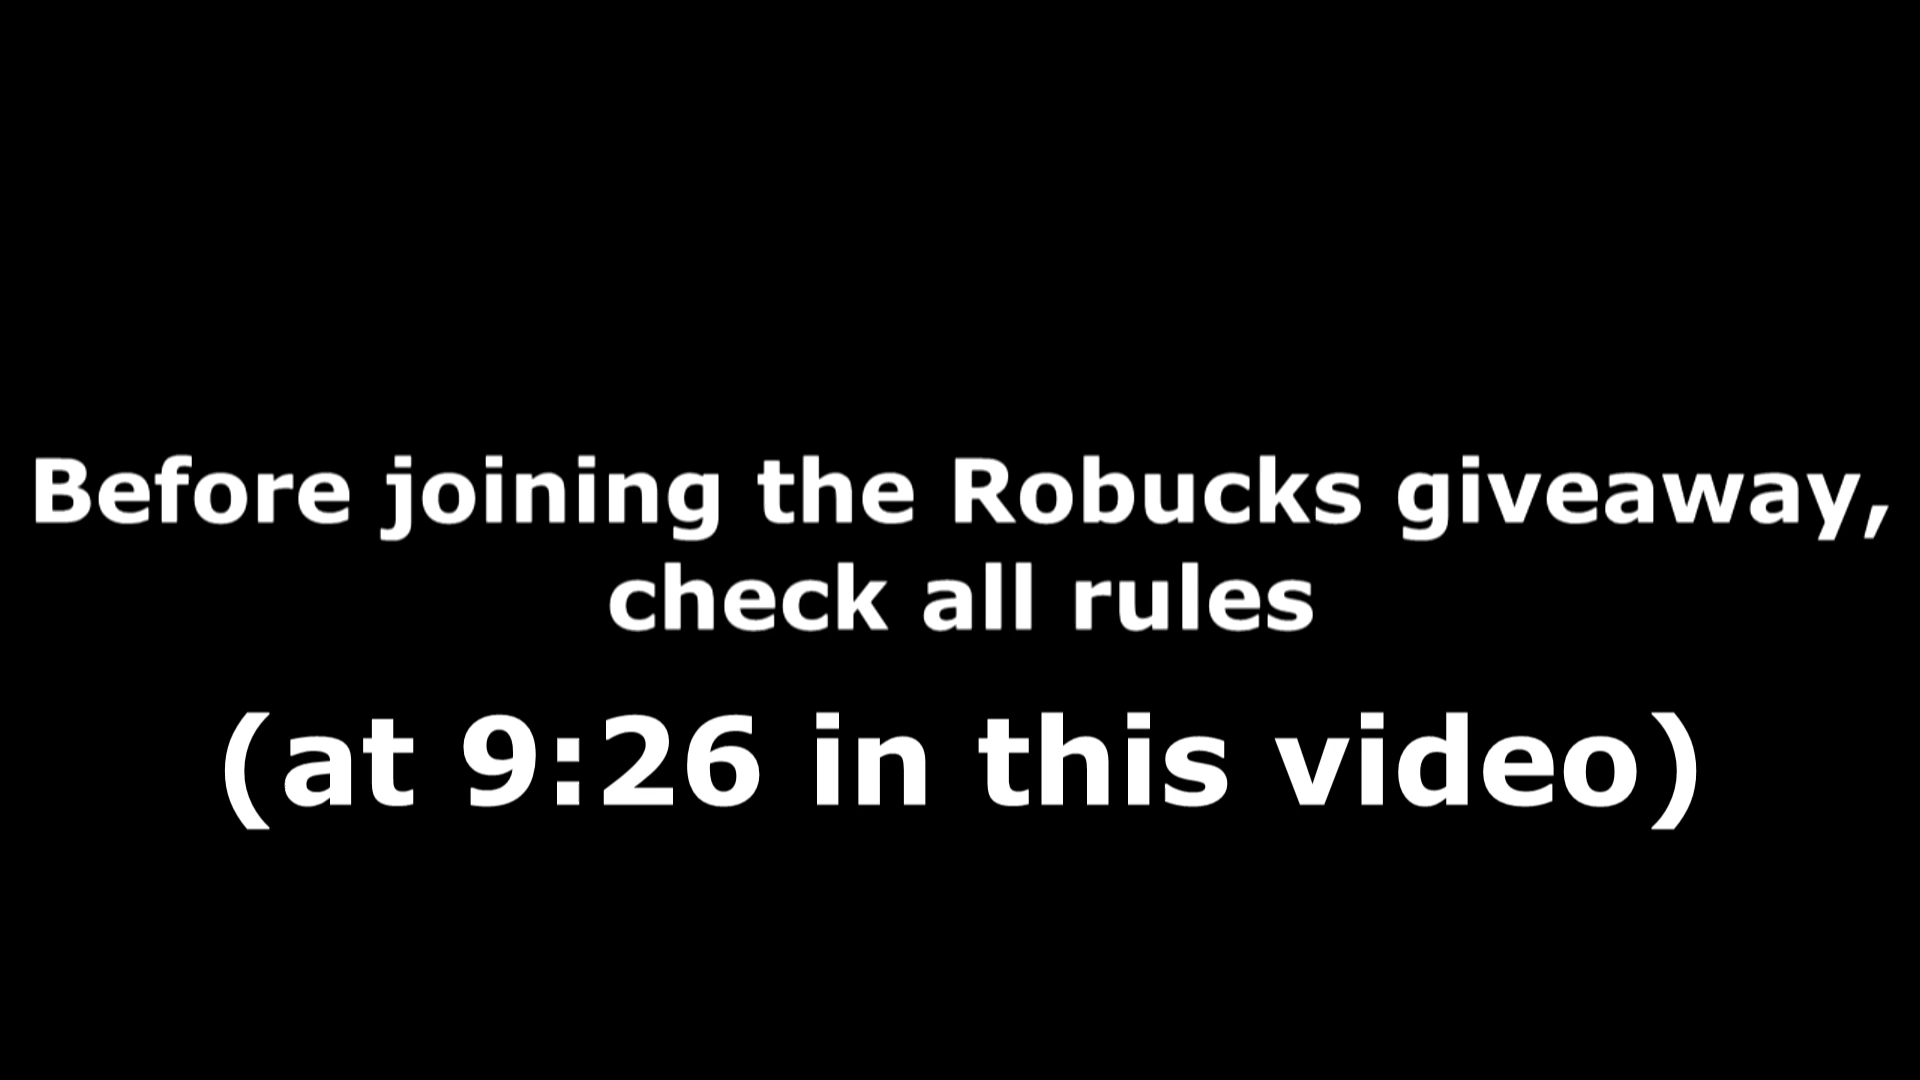 Before joining the Robucks giveaway,
check all rules
(at 9:26 in this video)